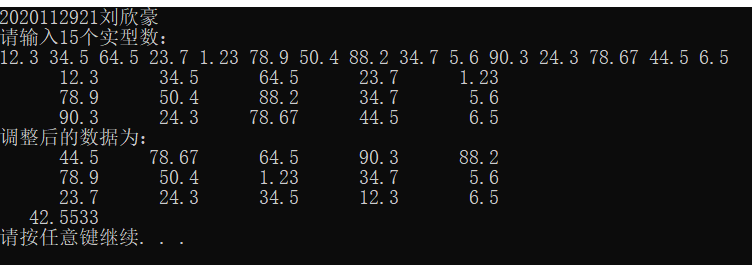 2020112921刘欣豪
请输入15个实型数:
12.3 34.5 64.5 23.7 1.23 78.9 50.4 88.2 34.7 5.6 90.3 24.3 78.67 44.5 6.5
12.3 34.5 64.5 23.7 1.23
78.9 50.4 88.2 34.7 5.6
90.3 24.3 78.67 44.5 6.5
调整后的数据为:
44.5 78.67 64.5 90.3 88.2
78.9 50.4 1.23 34.7 5.6
23.7 24.3 34.5 12.3 6.5
42.5533
请按任意键继续. . .